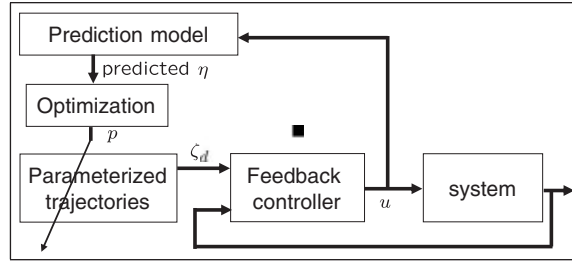 Prediction model
predicted η
Optimization
p
ζd
Parameterized
trajectories
Feedback
controller
u
system